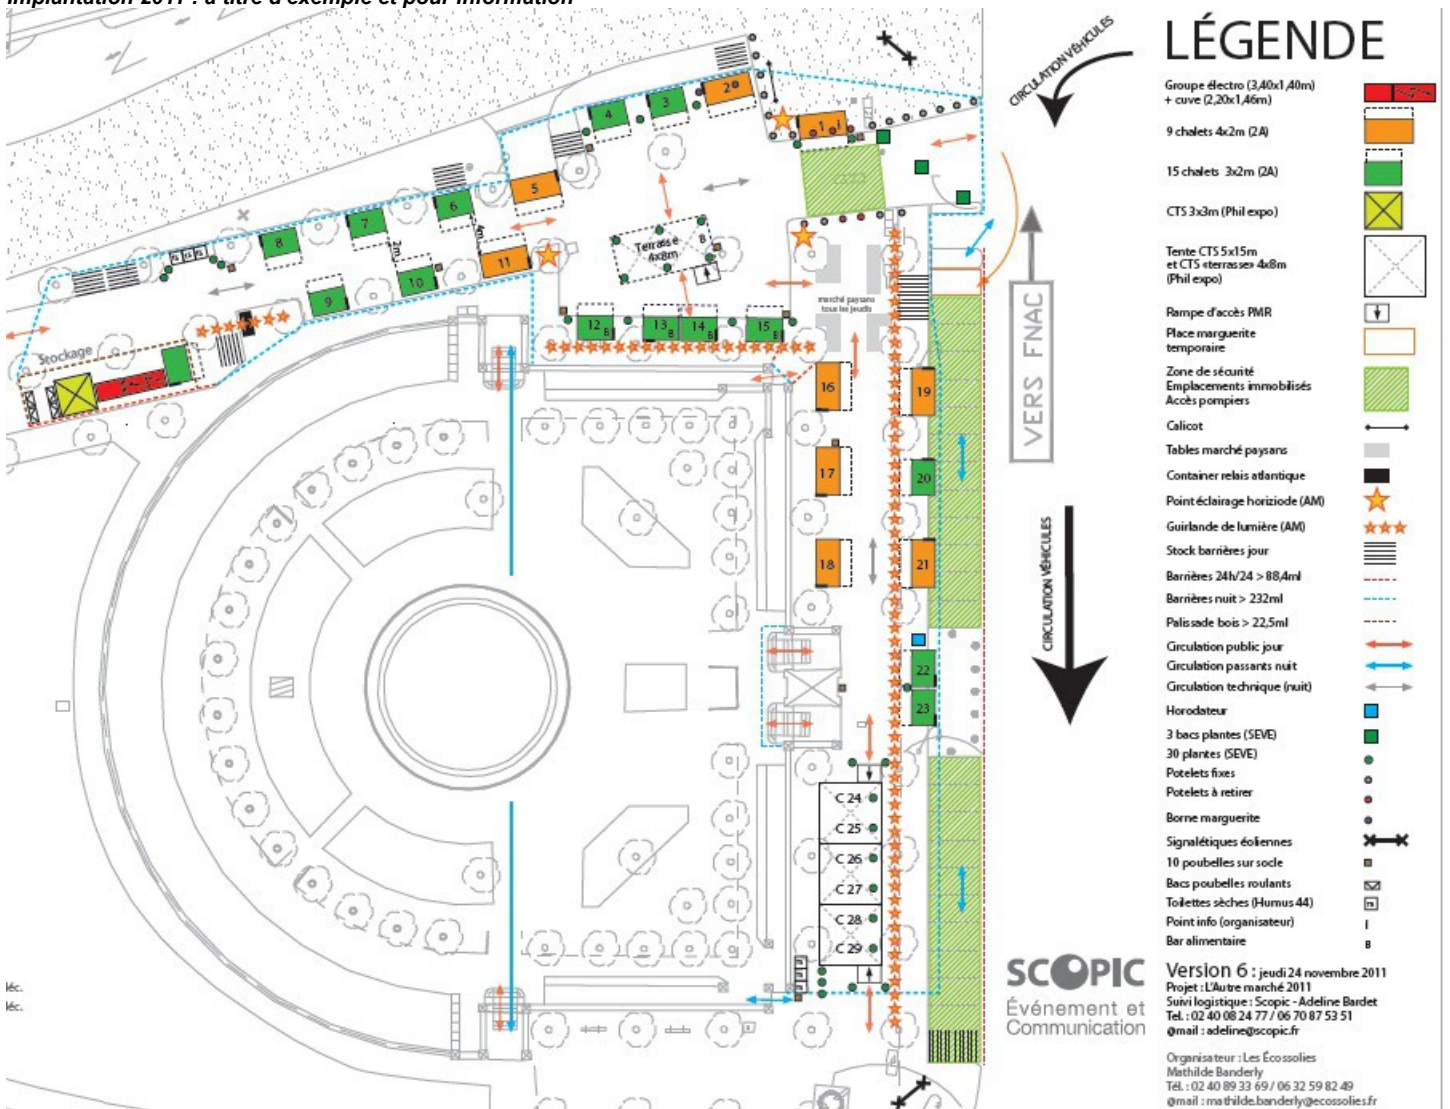 Implantation 2011 : à titre d'exemple et pour information
CIRCULATION VÉHICULES
LÉGENDE
Groupe électro (3,40x1,40m)
+ cuve (2,20x1,46m)
9 chalets 4x2m (2A)
15 chalets 3x2m (2A)
CTS 3x3m (Phil expo)
Tente CTS 5x15m
et CTS «terrasse» 4x8m
(Phil expo)
Rampe d'accès PMR
Place marguerite
temporaire
Zone de sécurité
Emplacements immobilisés
Accès pompiers
Calicot
Tables marché paysans
Container relais atlantique
Point éclairage horiziode (AM)
Guirlande de lumière (AM)
Stock barrières jour
Barrières 24h/24 > 88,4ml
Barrières nuit > 232ml
Palissade bois > 22,5ml
Circulation public jour
Circulation passants nuit
Circulation technique (nuit)
Horodateur
3 bacs plantes (SEVE)
30 plantes (SEVE)
Potelets fixes
Potelets à retirer
Borne marguerite
Signalétiques éoliennes
10 poubelles sur socle
Bacs poubelles roulants
Toilettes sèches (Humus 44)
Point info (organisateur)
I
Bar alimentaire
B
Version 6 : jeudi 24 novembre 2011
Projet : L'Autre marché 2011
Suivi logistique : Scopic - Adeline Bardet
Tel. : 02 40 08 24 77 / 06 70 87 53 51
@mail : adeline@scopic.fr
Organisateur : Les Écossolies
Mathilde Banderly
Tél. : 02 40 89 33 69 / 06 32 59 82 49
@mail : mathilde.banderly@ecossolies.fr
SCOPIC
Événement et
Communication
VERS FNAC
CIRCULATION VÉHICULES
1 I
2
3
4
5
6
7
8
9
10
11
2m
4m
Terrasse
4x8m
B
12 B
13 B
14 B
15 B
marché paysans
tous les jeudis
Stockage
16
17
18
19
20
21
22
23
C 24
C 25
C 26
C 27
C 28
C 29